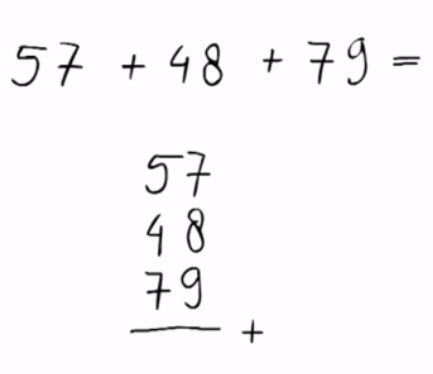 57 + 48 + 79 =
57
48
79
+